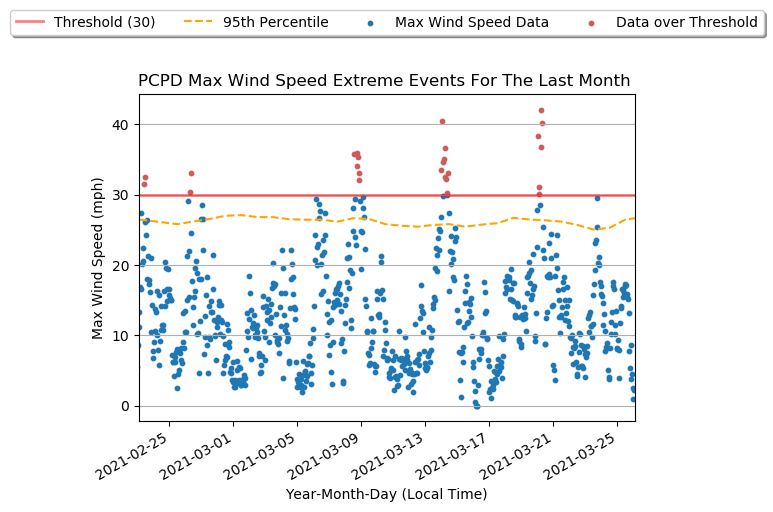 Threshold (30) 95th Percentile Max Wind Speed Data Data over Threshold
PCPD Max Wind Speed Extreme Events For The Last Month
Max Wind Speed (mph)
40
30
20
10
0
2021-02-25 2021-03-01 2021-03-05 2021-03-09 2021-03-13 2021-03-17 2021-03-21 2021-03-25
Year-Month-Day (Local Time)